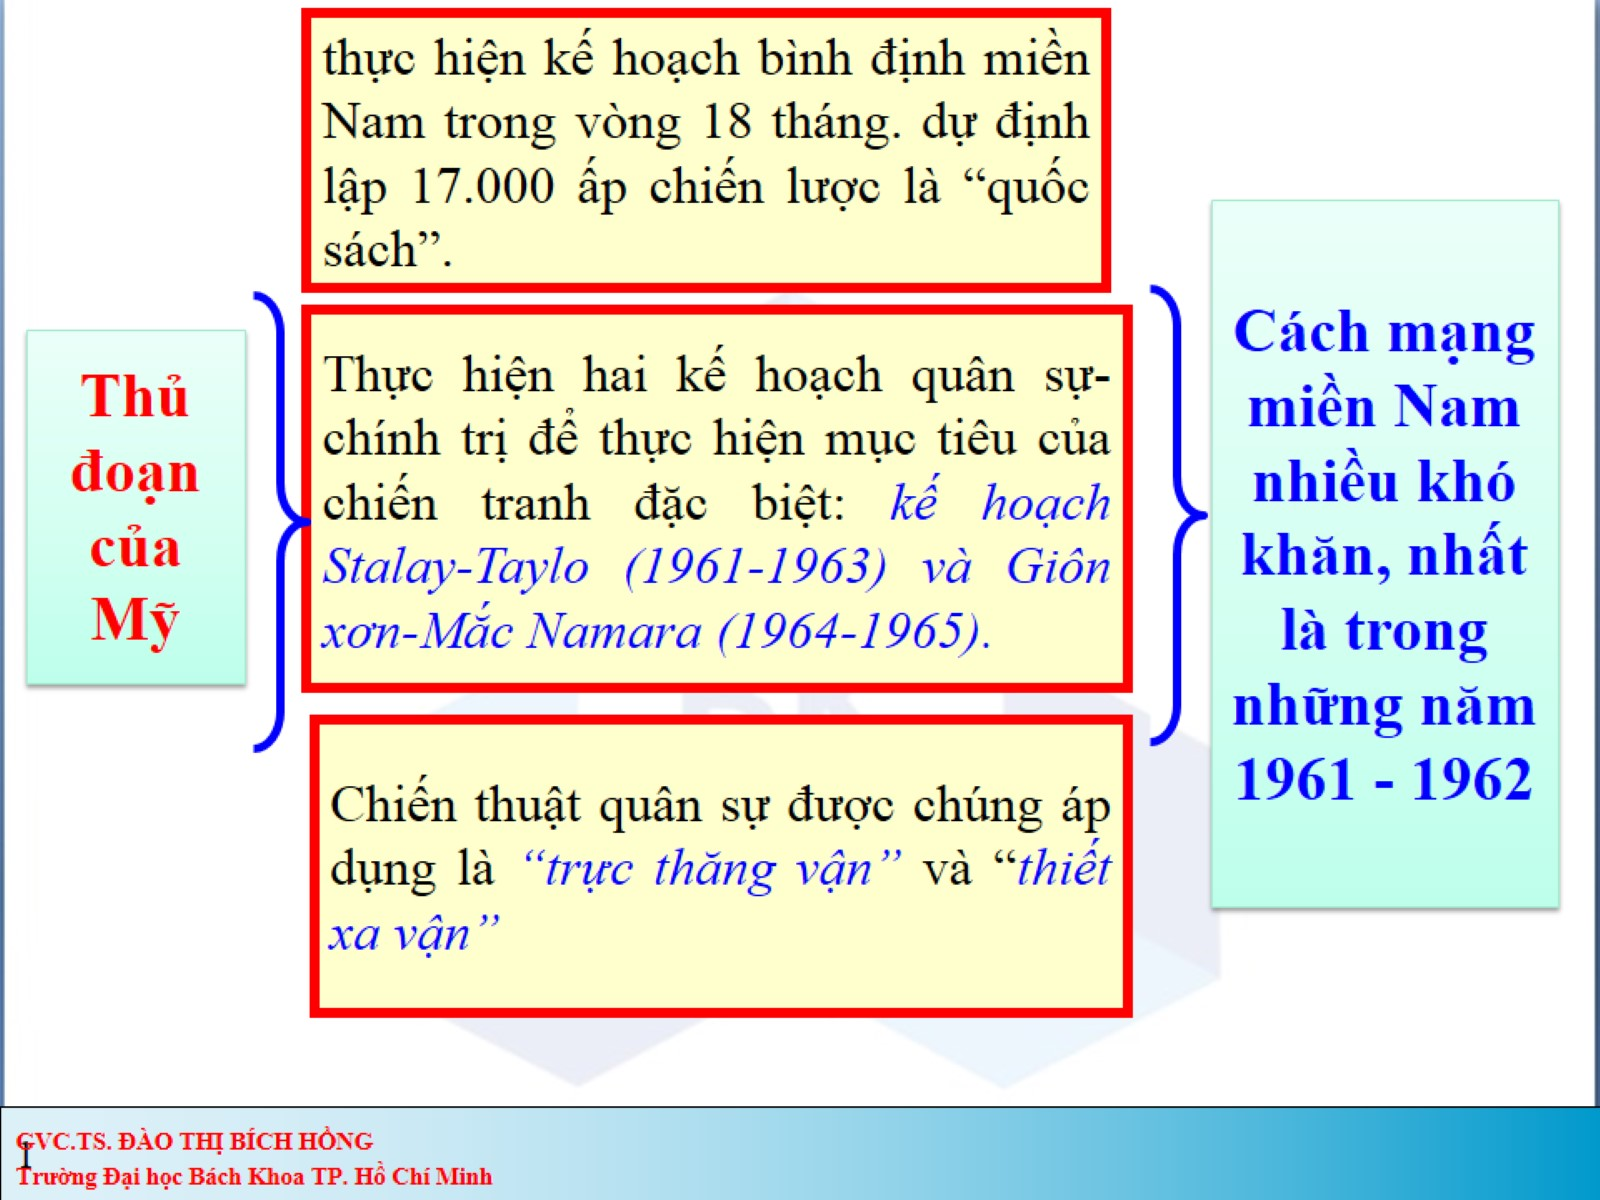 thực hiện kế hoạch bình định miền
Nam trong vòng 18 tháng. dự định
lập 17.000 ấp chiến lược là “quốc
sách”.
Thủ
đoạn
của
Mỹ
Thực hiện hai kế hoạch quân sự-
chính trị để thực hiện mục tiêu của
chiến tranh đặc biệt: kế hoạch
Stalay-Taylo (1961-1963) và Giôn
xơn-Mắc Namara (1964-1965).
Chiến thuật quân sự được chúng áp
dụng là “trực thăng vận” và “thiết
xa vận”
Cách mạng
miền Nam
nhiều khó
khăn, nhất
là trong
những năm
1961 - 1962
GVC.TS. ĐÀO THỊ BÍCH HỒNG
1
Trường Đại học Bách Khoa TP. Hồ Chí Minh